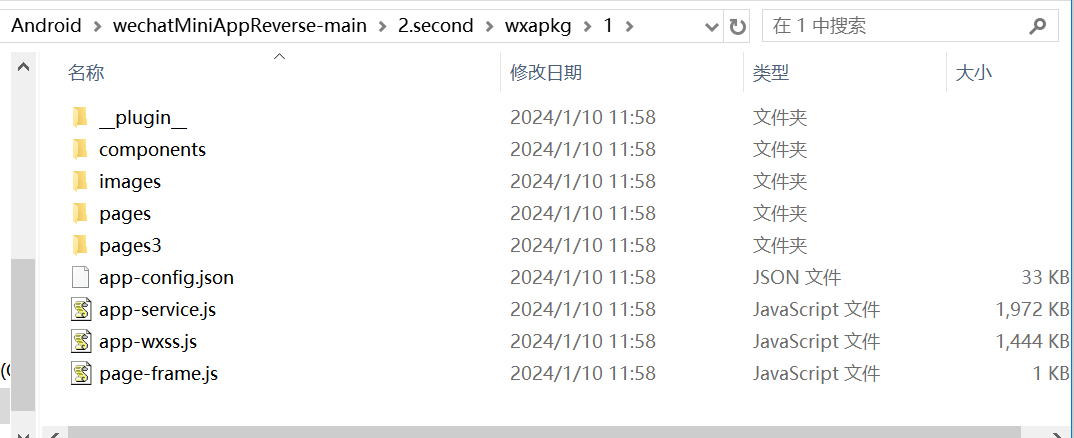 Android > wechatMiniAppReverse-main > 2.second > wxapkg > 1 > 在 1 中搜索
名称 修改日期 类型 大小
__plugin__ 2024/1/10 11:58 文件夹
components 2024/1/10 11:58 文件夹
images 2024/1/10 11:58 文件夹
pages 2024/1/10 11:58 文件夹
pages3 2024/1/10 11:58 文件夹
app-config.json 2024/1/10 11:58 JSON 文件 33 KB
app-service.js 2024/1/10 11:58 JavaScript 文件 1,972 KB
app-wxss.js 2024/1/10 11:58 JavaScript 文件 1,444 KB
page-frame.js 2024/1/10 11:58 JavaScript 文件 1 KB